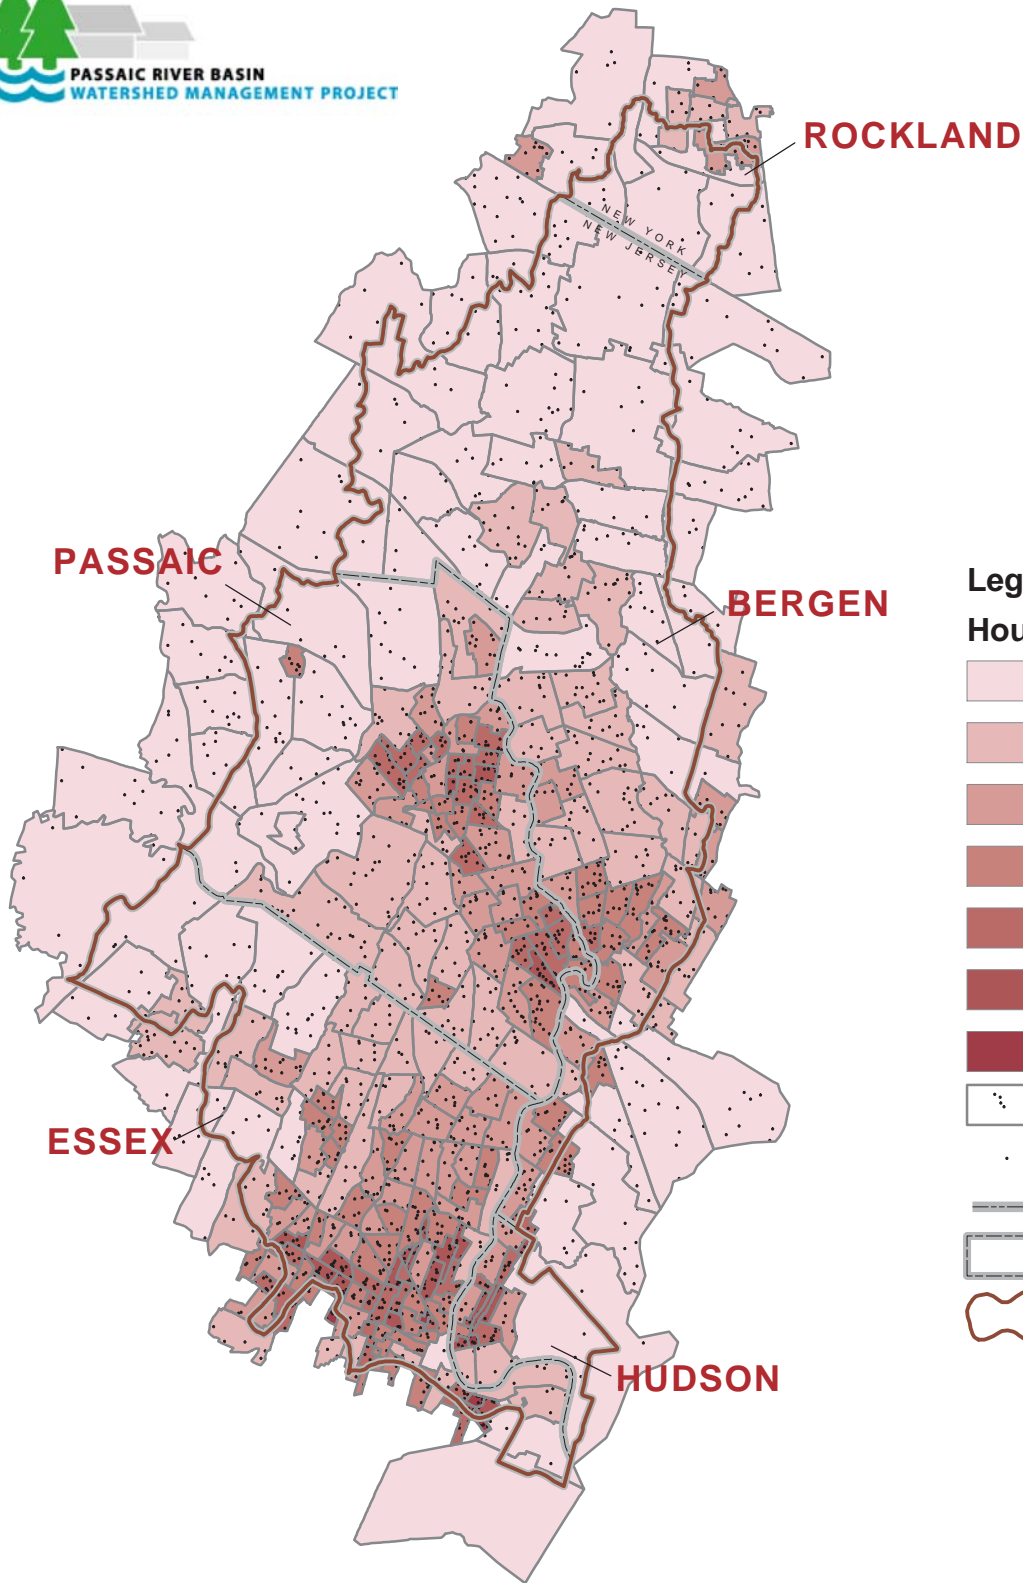 PASSAIC RIVER BASIN
WATERSHED MANAGEMENT PROJECT
ROCKLAND
NEW YORK
NEW JERSEY
PASSAIC
BERGEN
Leg
Hou
ESSEX
HUDSON